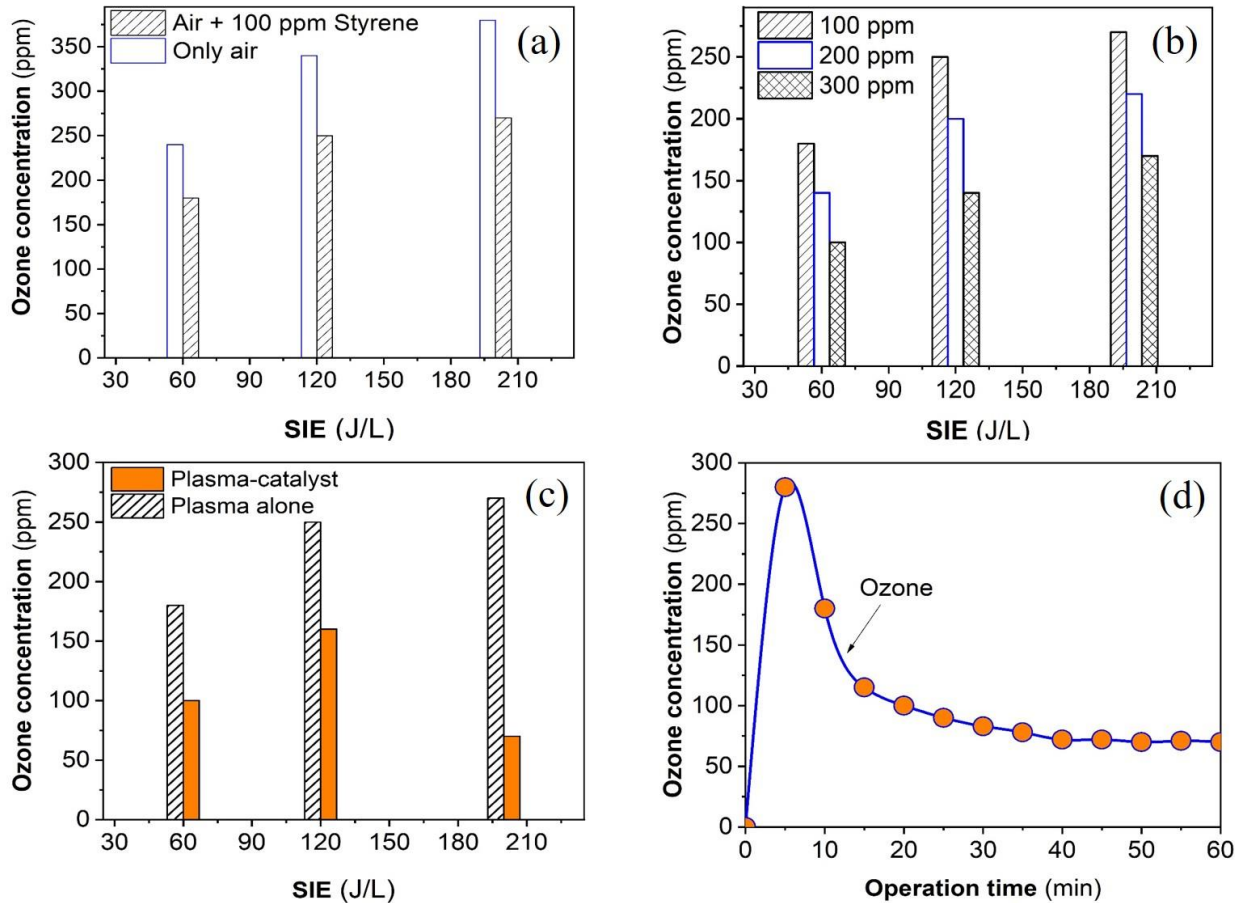 (a)
Air + 100 ppm Styrene
Only air
Ozone concentration (ppm)
350
300
250
200
150
100
50
0
30 60 90 120 150 180 210
SIE (J/L)
(b)
100 ppm
200 ppm
300 ppm
Ozone concentration (ppm)
250
200
150
100
50
0
30 60 90 120 150 180 210
SIE (J/L)
(c)
Plasma-catalyst
Plasma alone
Ozone concentration (ppm)
300
250
200
150
100
50
0
30 60 90 120 150 180 210
SIE (J/L)
(d)
Ozone
Ozone concentration (ppm)
300
250
200
150
100
50
0
0 10 20 30 40 50 60
Operation time (min)